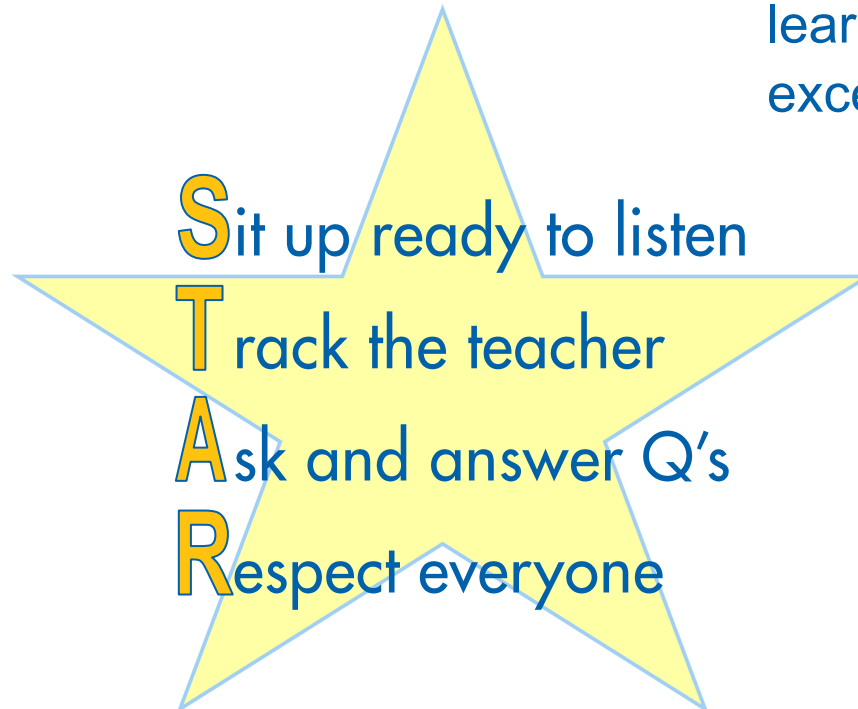 Sit up ready to listen
Track the teacher
Ask and answer Q's
Respect everyone